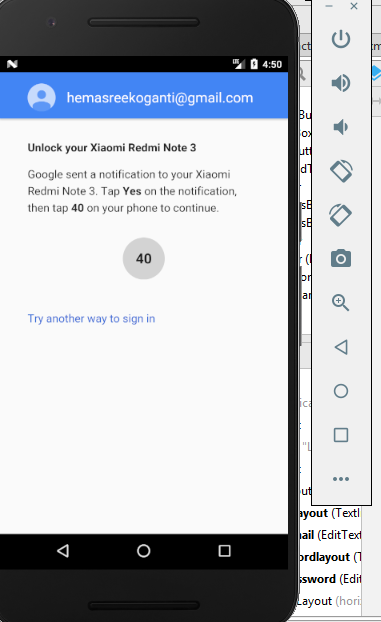 4:50
hemasreekoganti@gmail.com
Unlock your Xiaomi Redmi Note 3
Google sent a notification to your Xiaomi
Redmi Note 3. Tap Yes on the notification,
then tap 40 on your phone to continue.
40
Try another way to sign in
ayout (TextI
ail (EditText
ordlayout (T
ssword (Edit
Layout (horiz